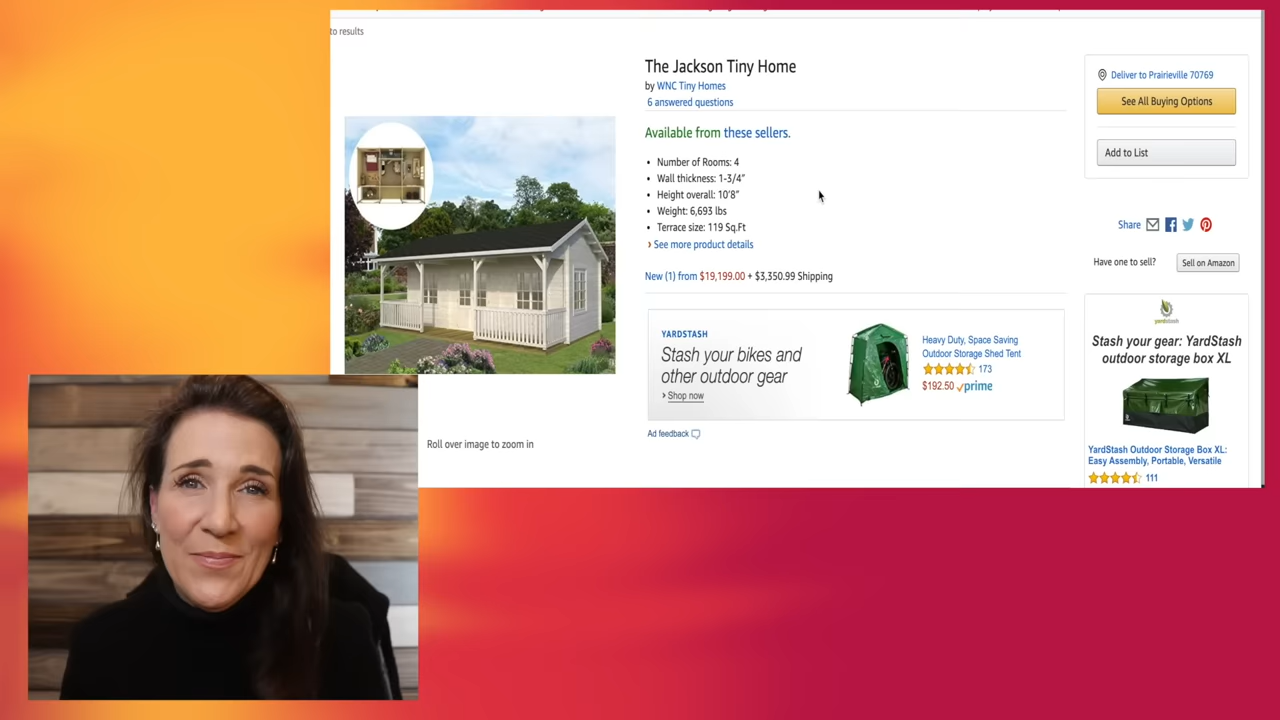 to results
The Jackson Tiny Home
by WNC Tiny Homes
6 answered questions
Available from these sellers.
• Number of Rooms: 4
• Wall thickness: 1-3/4"
• Height overall: 10'8"
• Weight: 6,693 lbs
• Terrace size: 119 Sq.Ft
› See more product details
New (1) from $19,199.00 + $3,350.99 Shipping
YARDSTASH
Stash your bikes and
other outdoor gear
› Shop now
Heavy Duty, Space Saving
Outdoor Storage Shed Tent
173
$192.50 prime
Ad feedback
Roll over image to zoom in
Deliver to Prairieville 70769
See All Buying Options
Add to List
Share
Have one to sell?
Sell on Amazon
yardstash
Stash your gear: YardStash
outdoor storage box XL
YardStash Outdoor Storage Box XL:
Easy Assembly, Portable, Versatile
111